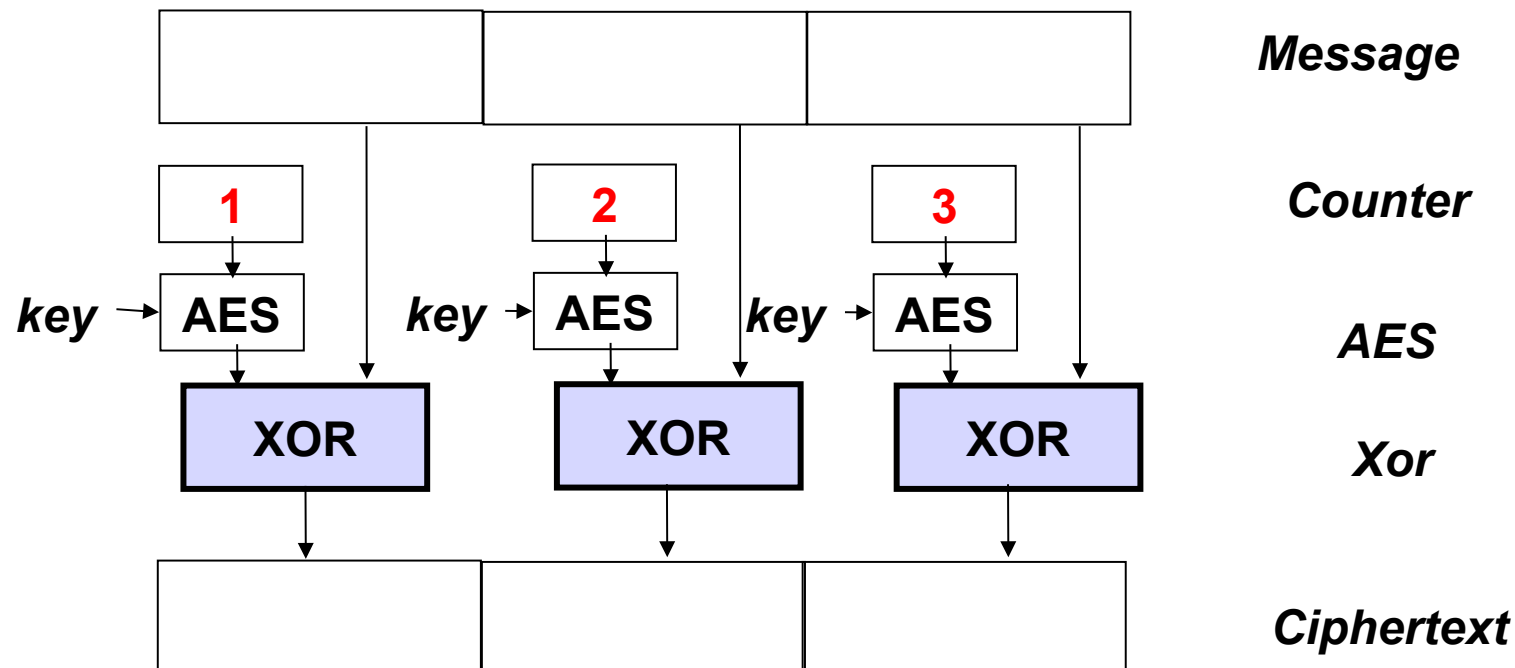 Message
1 2 3 Counter
key AES key AES key AES AES
XOR XOR XOR Xor
Ciphertext